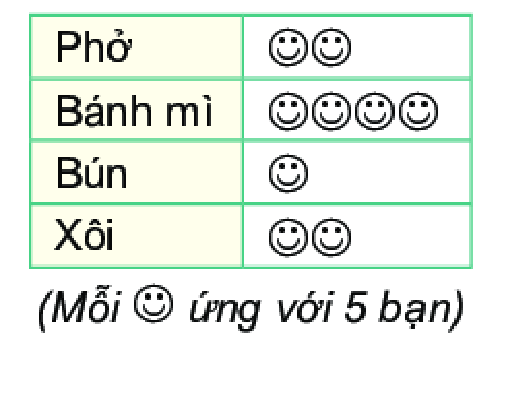 Phở
Bánh mì
Bún
Xôi
(Mỗi ứng với 5 bạn)